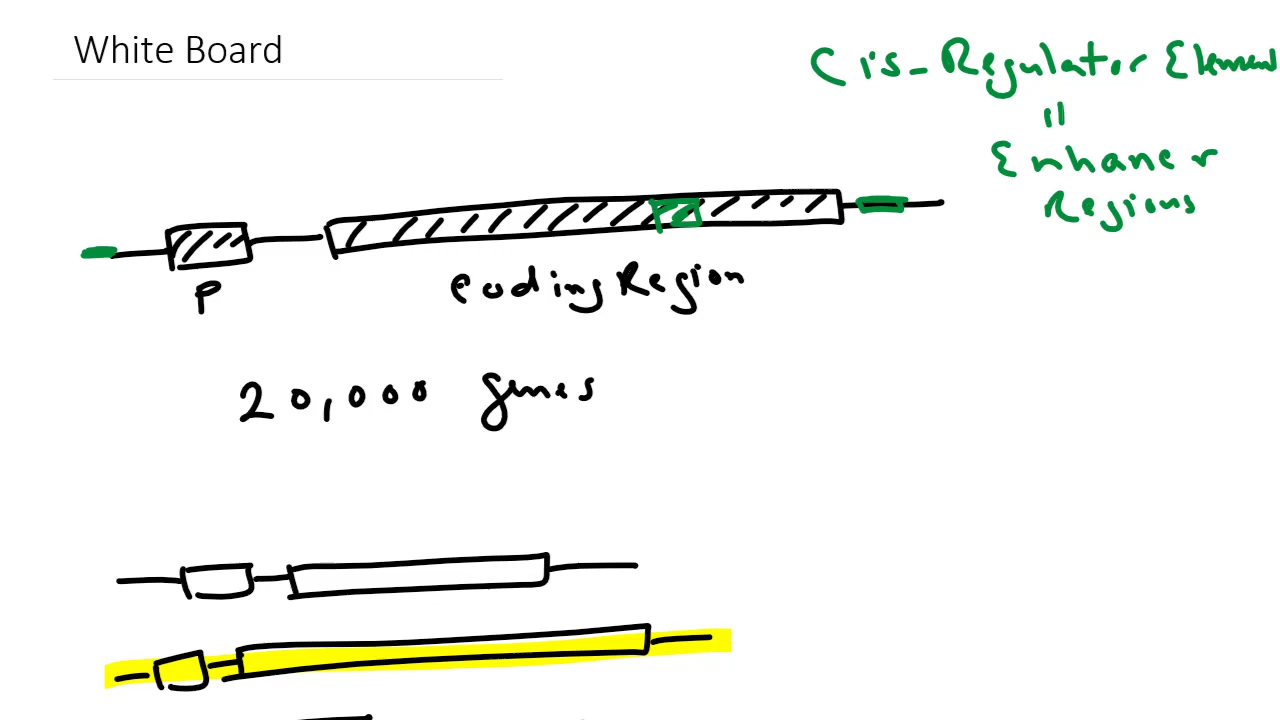 White Board
Cis-Regulator Element
=
Enhancer
Regions
P
coding Region
20,000 genes